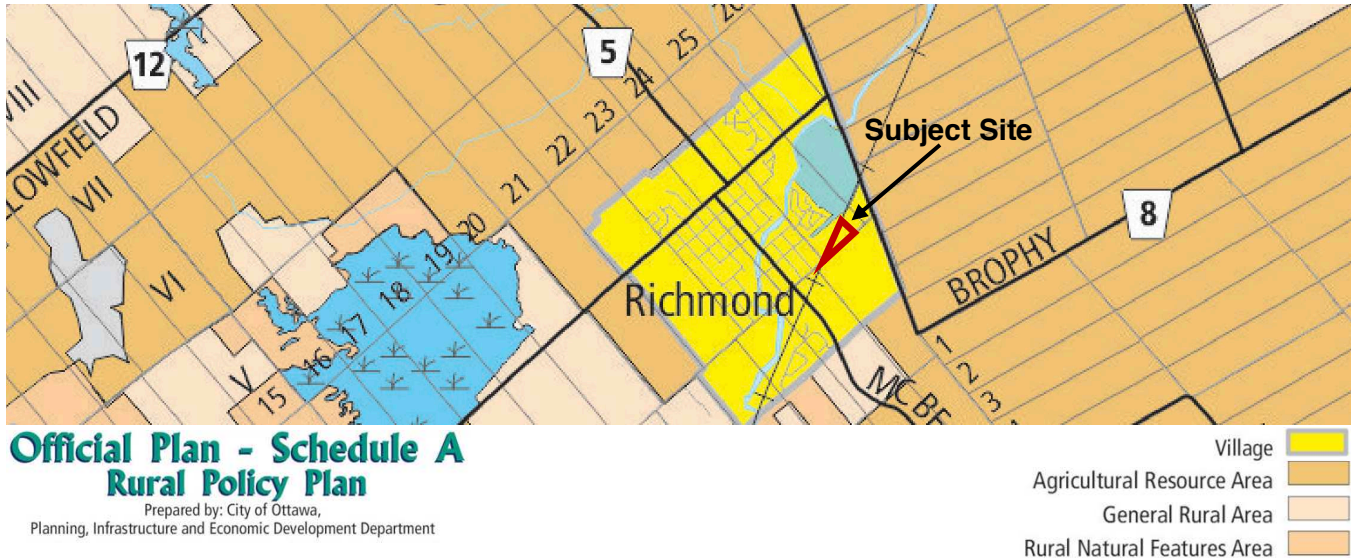 12
5
26
25
24
23
22
21
20
19
18
17
16
15
VIII
LOWFIELD
VII
VI
V
Subject Site
8
BROPHY
Richmond
1
2
3
MCBE
Official Plan - Schedule A
Rural Policy Plan
Prepared by: City of Ottawa,
Planning, Infrastructure and Economic Development Department
Village
Agricultural Resource Area
General Rural Area
Rural Natural Features Area